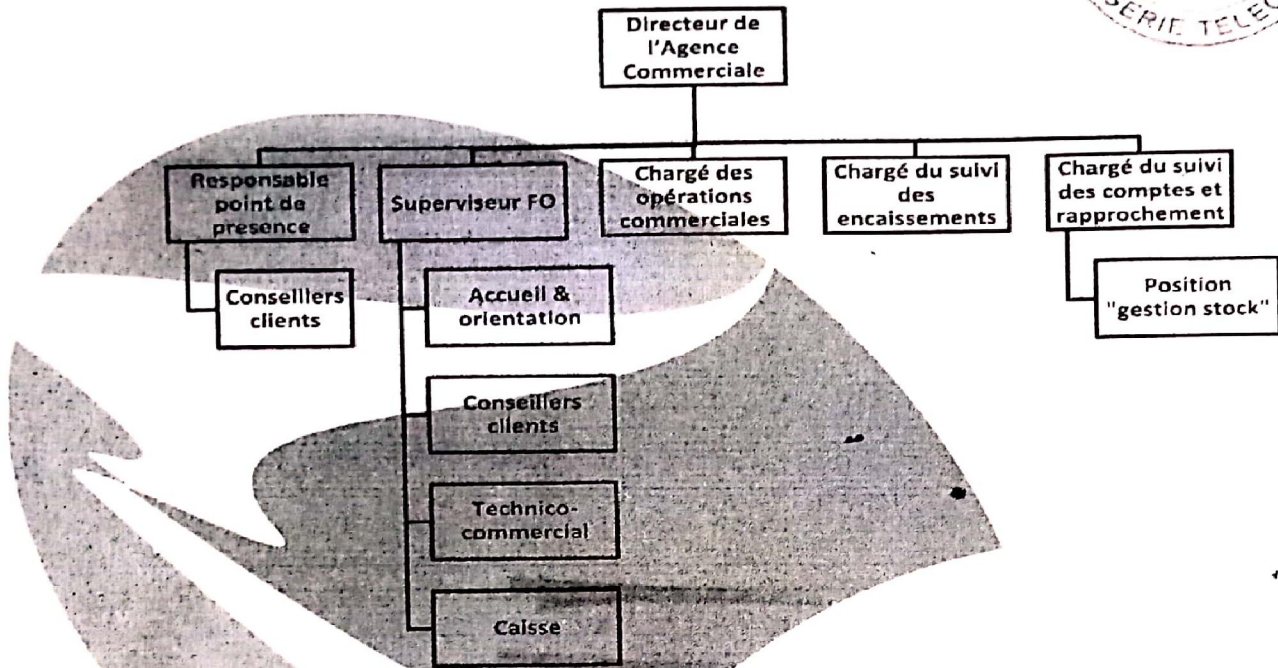 Directeur de
l'Agence
Commerciale
Responsable
point de
presence
Superviseur FO
Chargé des
opérations
commerciales
Chargé du suivi
des
encaissements
Chargé du suivi
des comptes et
rapprochement
Conseillers
clients
Accueil &
orientation
Position
"gestion stock"
Conseillers
clients
Technico-
commercial
Caisse